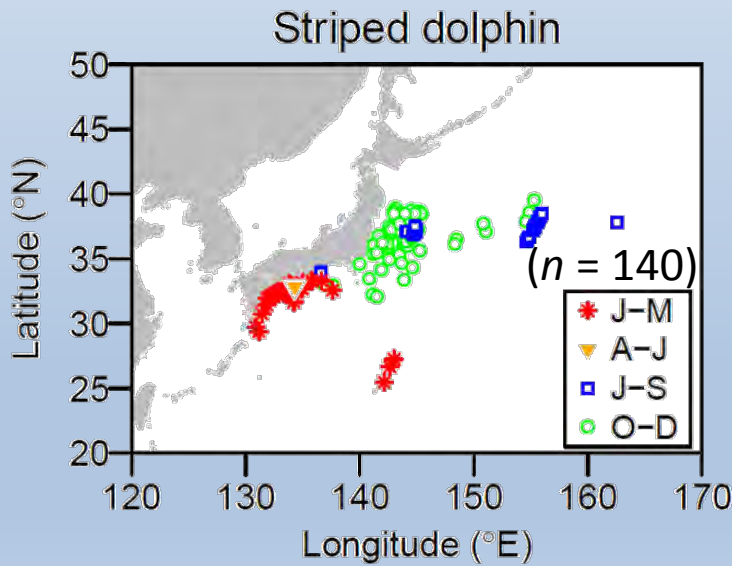 Striped dolphin
50
45
40
35
30
25
20
Latitude (°N)
(n = 140)
J–M
A–J
J–S
O–D
120 130 140 150 160 170
Longitude (°E)